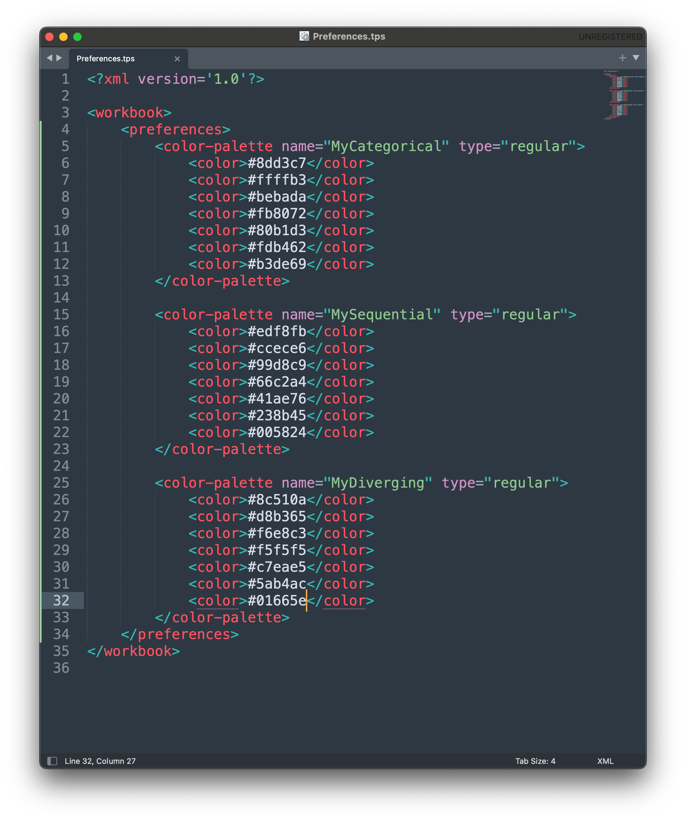 Preferences.tps
UNREGISTERED
Preferences.tps ×
1 <?xml version='1.0'?>
2
3 <workbook>
4     <preferences>
5         <color-palette name="MyCategorical" type="regular">
6             <color>#8dd3c7</color>
7             <color>#ffffb3</color>
8             <color>#bebada</color>
9             <color>#fb8072</color>
10             <color>#80b1d3</color>
11             <color>#fdb462</color>
12             <color>#b3de69</color>
13         </color-palette>
14
15         <color-palette name="MySequential" type="regular">
16             <color>#edf8fb</color>
17             <color>#ccece6</color>
18             <color>#99d8c9</color>
19             <color>#66c2a4</color>
20             <color>#41ae76</color>
21             <color>#238b45</color>
22             <color>#005824</color>
23         </color-palette>
24
25         <color-palette name="MyDiverging" type="regular">
26             <color>#8c510a</color>
27             <color>#d8b365</color>
28             <color>#f6e8c3</color>
29             <color>#f5f5f5</color>
30             <color>#c7eae5</color>
31             <color>#5ab4ac</color>
32             <color>#01665e</color>
33         </color-palette>
34     </preferences>
35 </workbook>
36
Line 32, Column 27
Tab Size: 4
XML